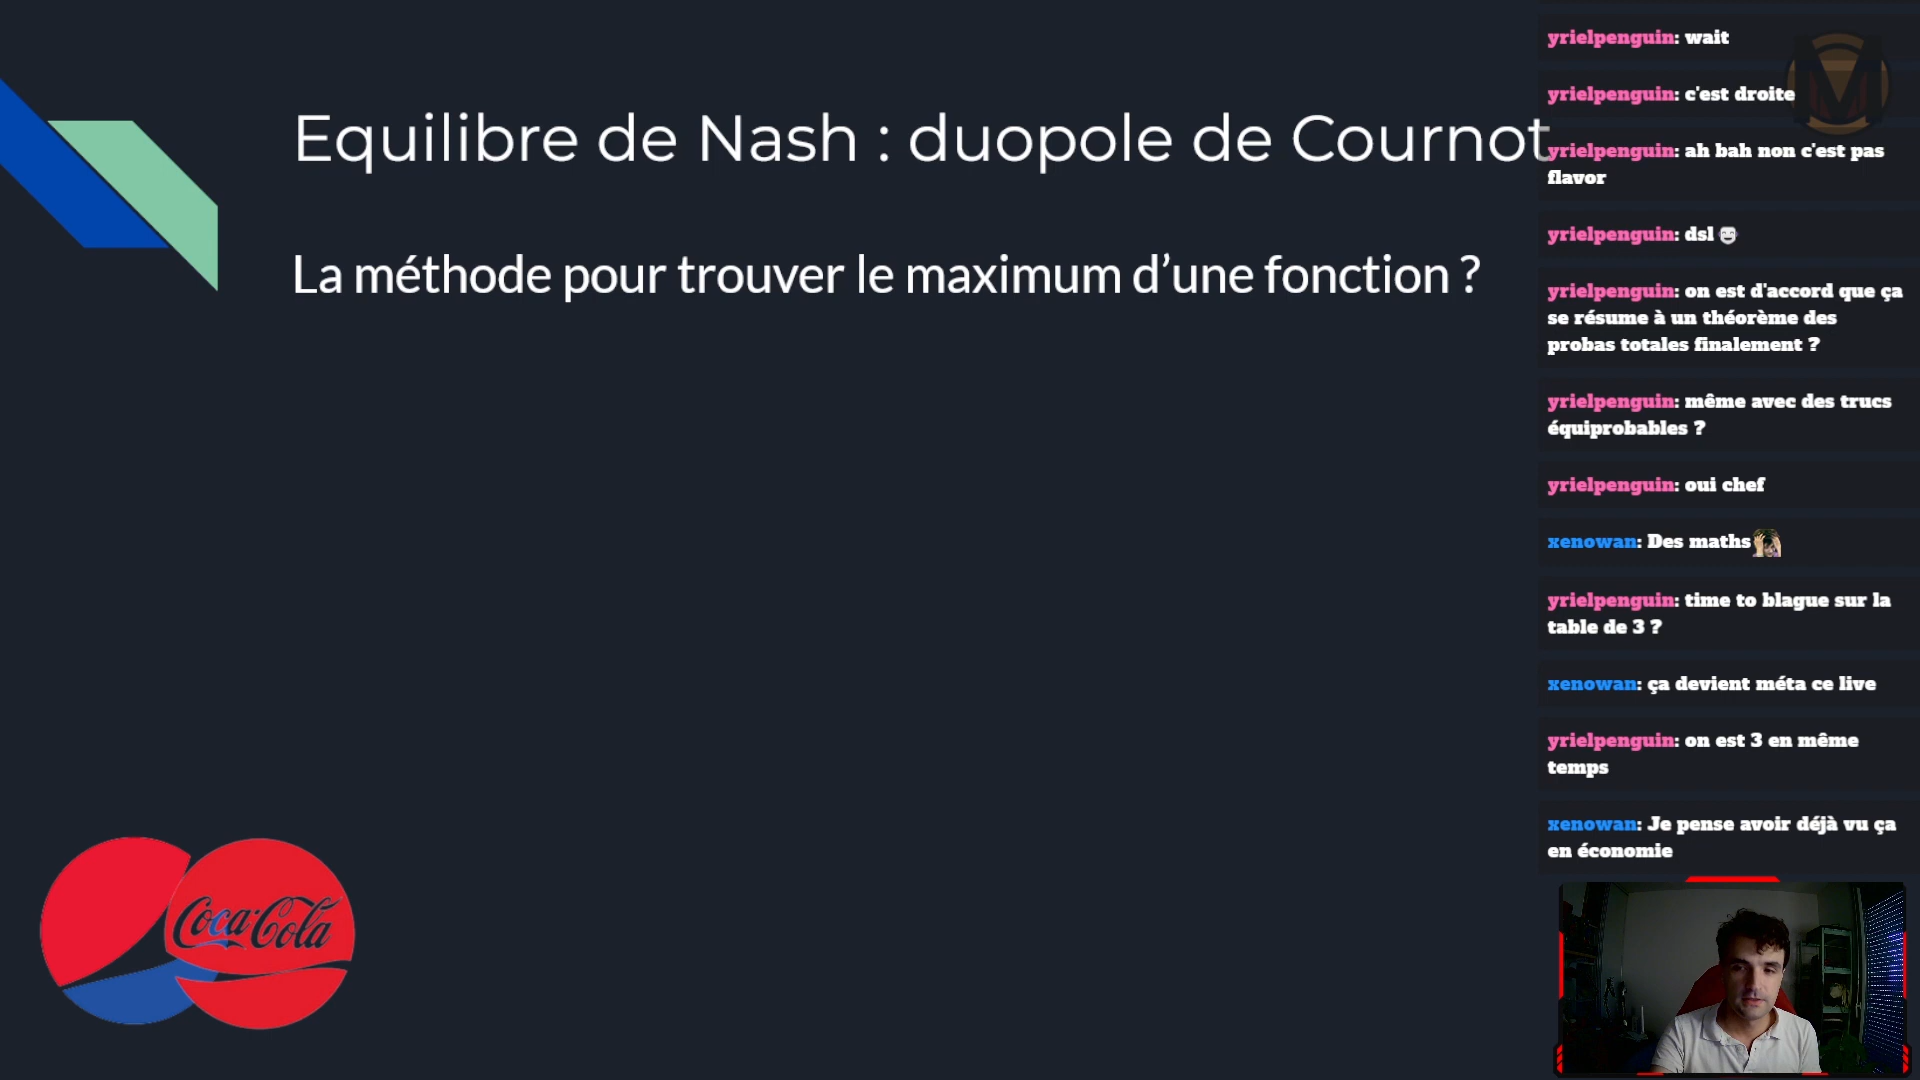 Equilibre de Nash : duopole de Cournot
La méthode pour trouver le maximum d’une fonction ?
Coca-Cola
yrielpenguin: wait
yrielpenguin: c'est droite
yrielpenguin: ah bah non c'est pas
flavor
yrielpenguin: dsl
yrielpenguin: on est d'accord que ça
se résume à un théorème des
probas totales finalement ?
yrielpenguin: même avec des trucs
équiprobables ?
yrielpenguin: oui chef
xenowan: Des maths
yrielpenguin: time to blague sur la
table de 3 ?
xenowan: ça devient méta ce live
yrielpenguin: on est 3 en même
temps
xenowan: Je pense avoir déjà vu ça
en économie